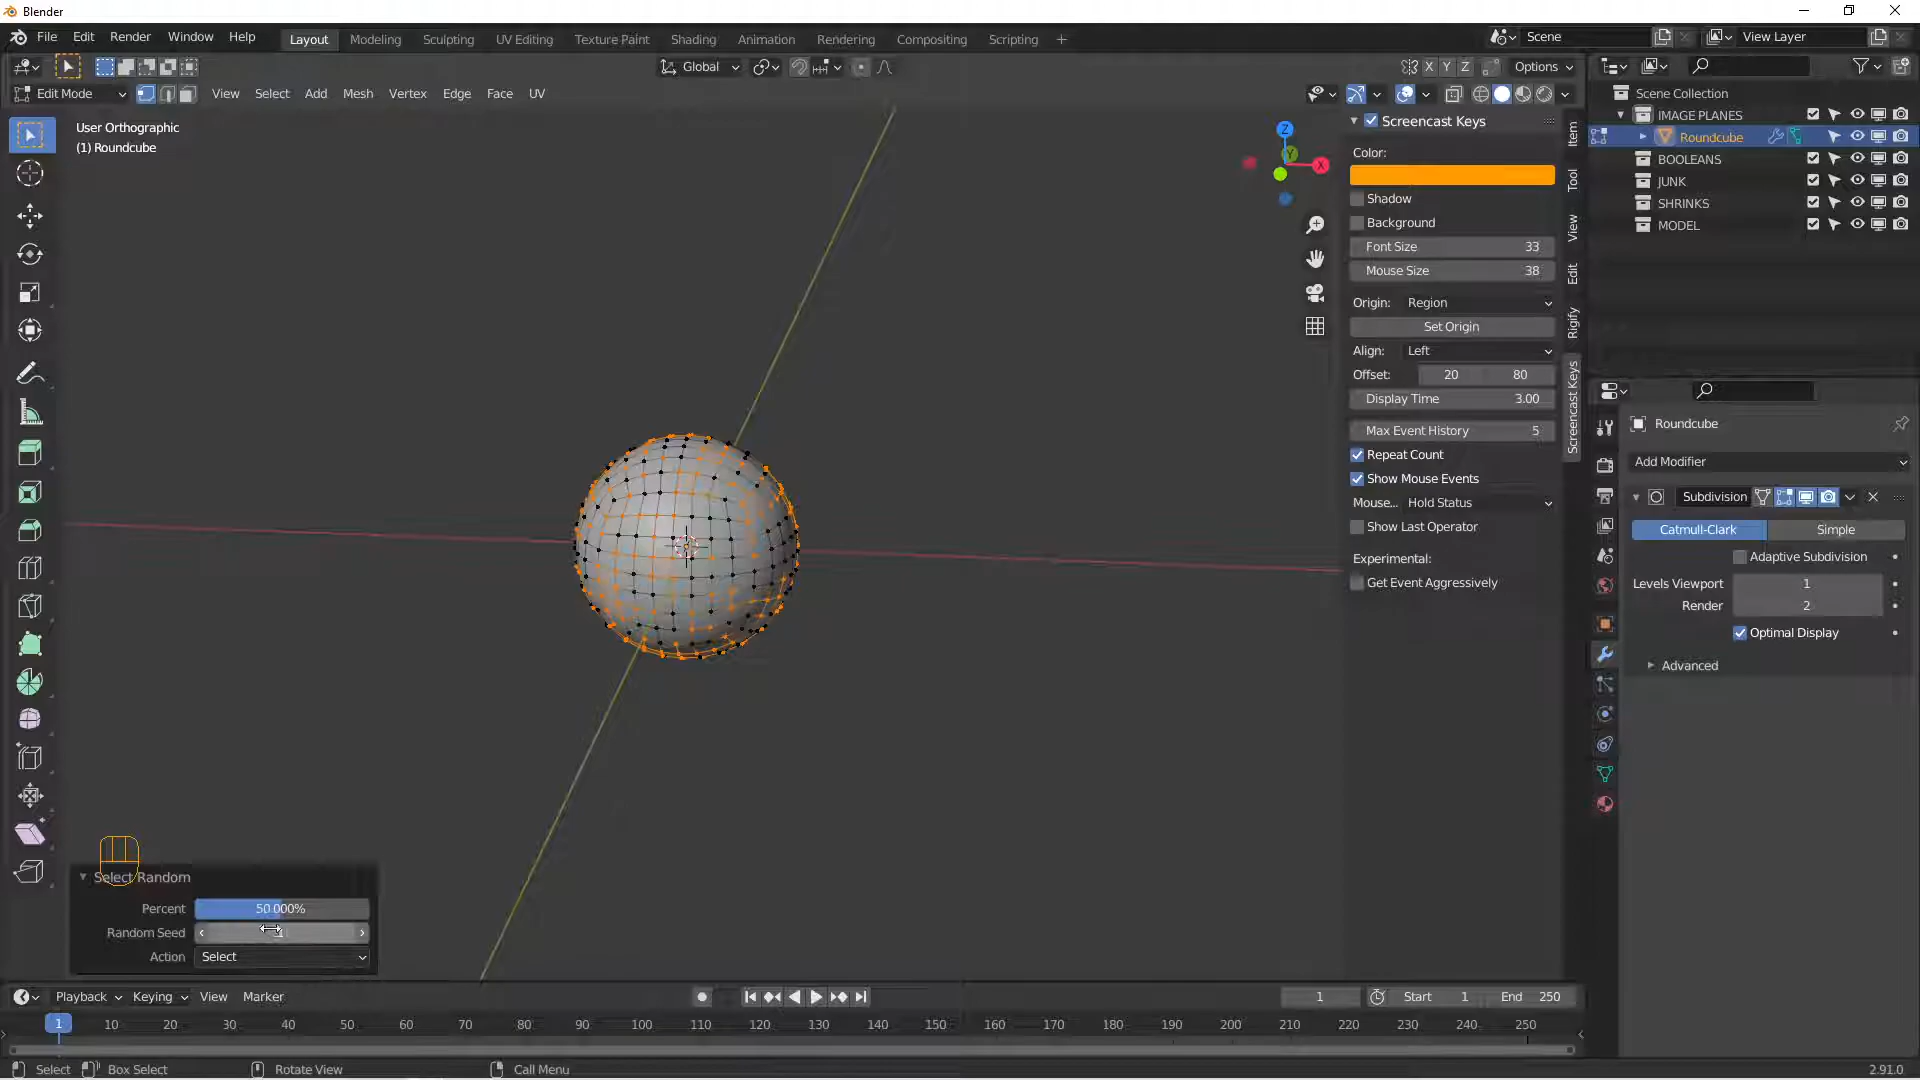 Blender
File Edit Render Window Help Layout Modeling Sculpting UV Editing Texture Paint Shading Animation Rendering Compositing Scripting + Scene View Layer
Global X Y Z Options
Edit Mode View Select Add Mesh Vertex Edge Face UV
User Orthographic
(1) Roundcube
Z
Y
X
Screencast Keys
Color:
Shadow
Background
Font Size 33
Mouse Size 38
Origin: Region
Set Origin
Align: Left
Offset: 20 80
Display Time 3.00
Max Event History 5
Repeat Count
Show Mouse Events
Mouse... Hold Status
Show Last Operator
Experimental:
Get Event Aggressively
Item
Tool
View
Edit
Rigify
Screencast Keys
Scene Collection
IMAGE PLANES
Roundcube
BOOLEANS
JUNK
SHRINKS
MODEL
Roundcube
Add Modifier
Subdivision
Catmull-Clark Simple
Adaptive Subdivision
Levels Viewport 1
Render 2
Optimal Display
Advanced
Select Random
Percent 50.000%
Random Seed
Action Select
Playback Keying View Marker 1 Start 1 End 250
1 10 20 30 40 50 60 70 80 90 100 110 120 130 140 150 160 170 180 190 200 210 220 230 240 250
Select Box Select Rotate View Call Menu 2.91.0